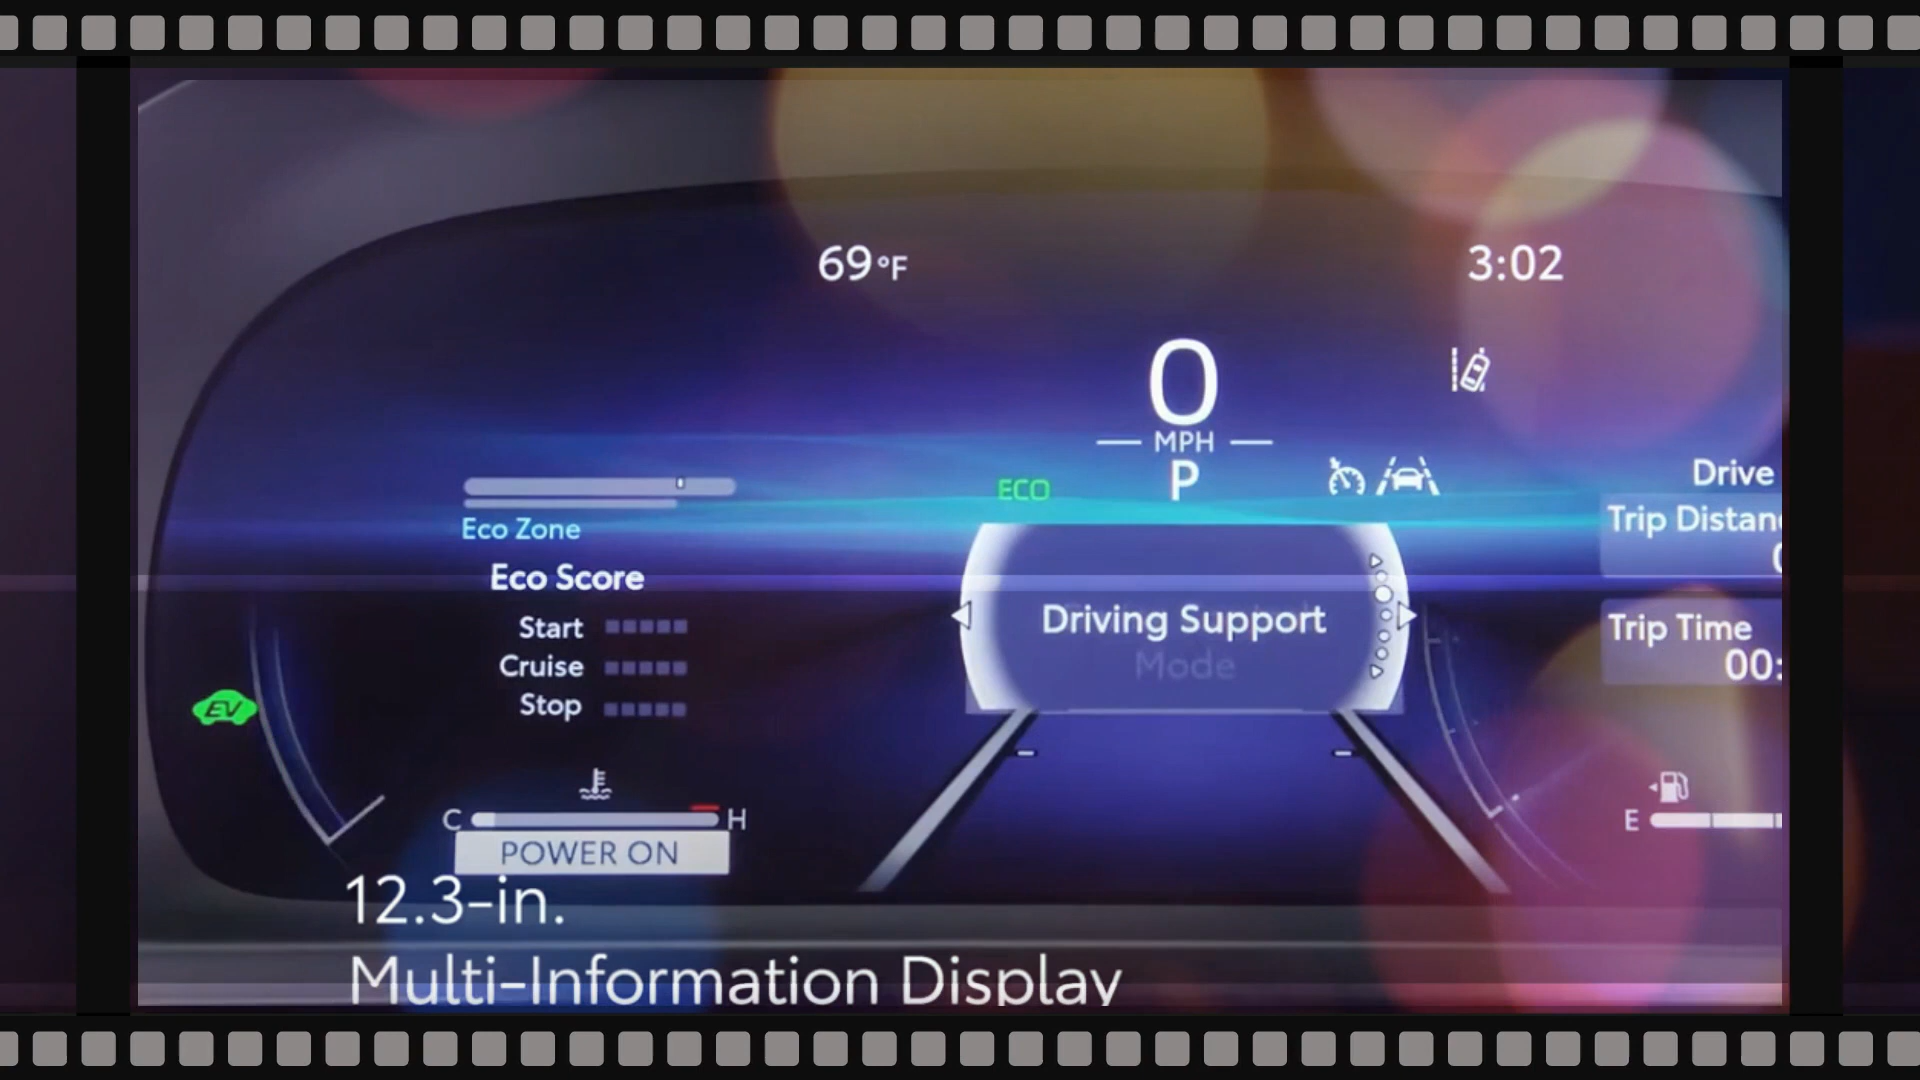 69°F
3:02
0
MPH
P
ECO
Eco Zone
Eco Score
Start
Cruise
Stop
EV
C
H
POWER ON
Driving Support
Mode
Drive
Trip Distan
Trip Time
00:
E
12.3-in.
Multi-Information Display